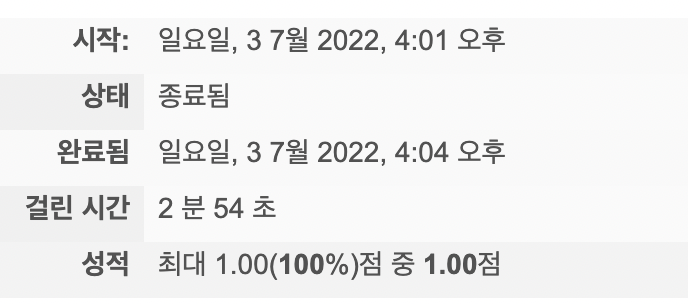 시작: 일요일, 3 7월 2022, 4:01 오후
상태 종료됨
완료됨 일요일, 3 7월 2022, 4:04 오후
걸린 시간 2 분 54 초
성적 최대 1.00(100%)점 중 1.00점